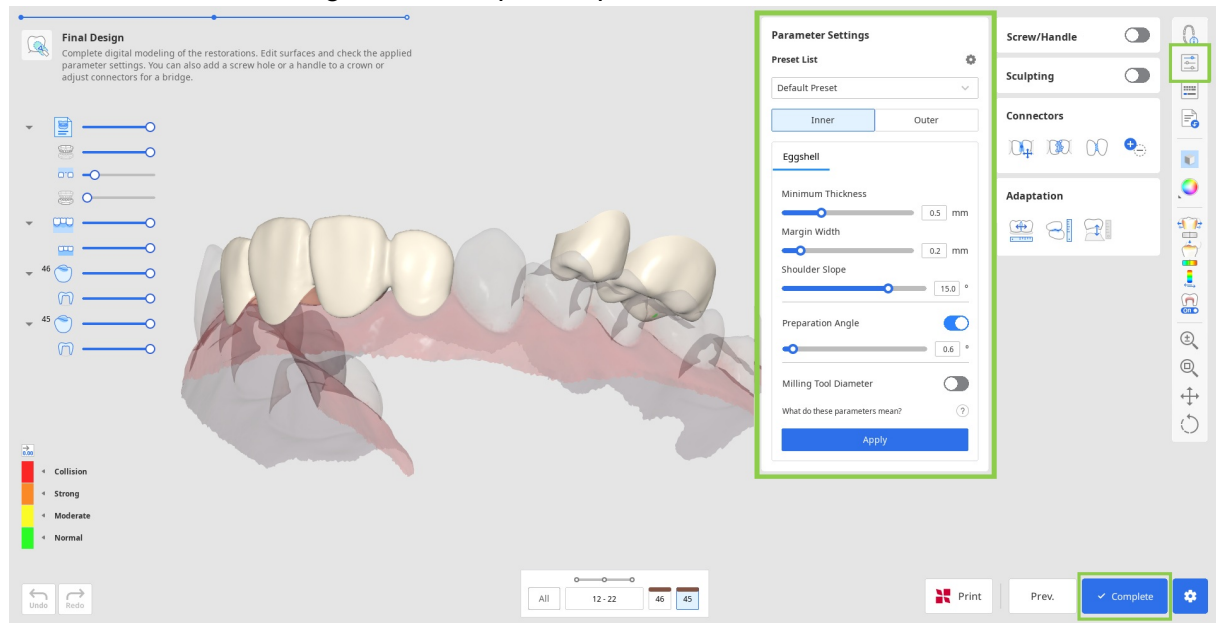 Final Design
Complete digital modeling of the restorations. Edit surfaces and check the applied
parameter settings. You can also add a screw hole or a handle to a crown or
adjust connectors for a bridge.
46
45
0.00
Collision
Strong
Moderate
Normal
Undo
Redo
All
12 - 22
46
45
Parameter Settings
Preset List
Default Preset
Inner
Outer
Eggshell
Minimum Thickness
0.5 mm
Margin Width
0.2 mm
Shoulder Slope
15.0 °
Preparation Angle
0.6 °
Milling Tool Diameter
What do these parameters mean?
?
Apply
Screw/Handle
Sculpting
Connectors
Adaptation
ON
Print
Prev.
Complete